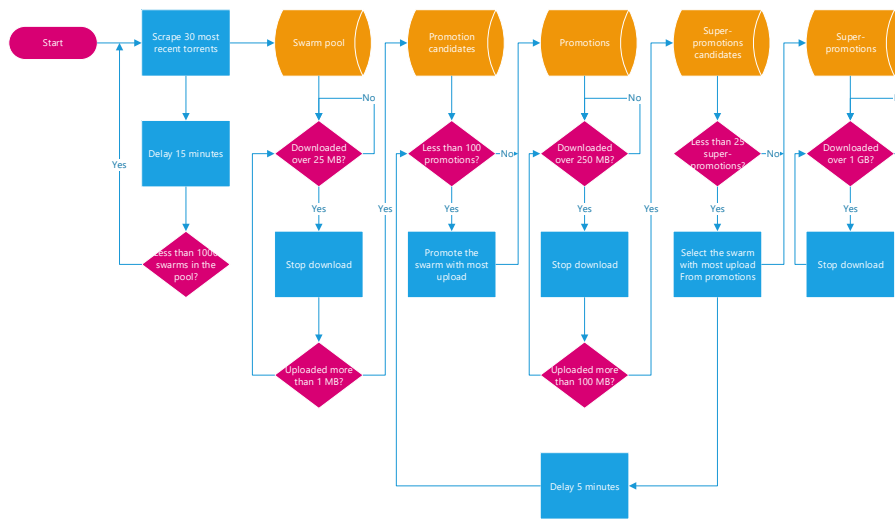 Start
Scrape 30 most
recent torrents
Swarm pool
Promotion
candidates
Promotions
Super-
promotions
candidates
Super-
promotions
No
No
Delay 15 minutes
Yes
Downloaded
over 25 MB?
Less than 100
promotions?
No
Downloaded
over 250 MB?
Less than 25
super-
promotions?
No
Downloaded
over 1 GB?
Yes
Yes
Yes
Yes
Yes
Yes
Yes
Less than 1000
swarms in the
pool?
Stop download
Promote the
swarm with most
upload
Stop download
Select the swarm
with most upload
From promotions
Stop download
Uploaded more
than 1 MB?
Uploaded more
than 100 MB?
Delay 5 minutes